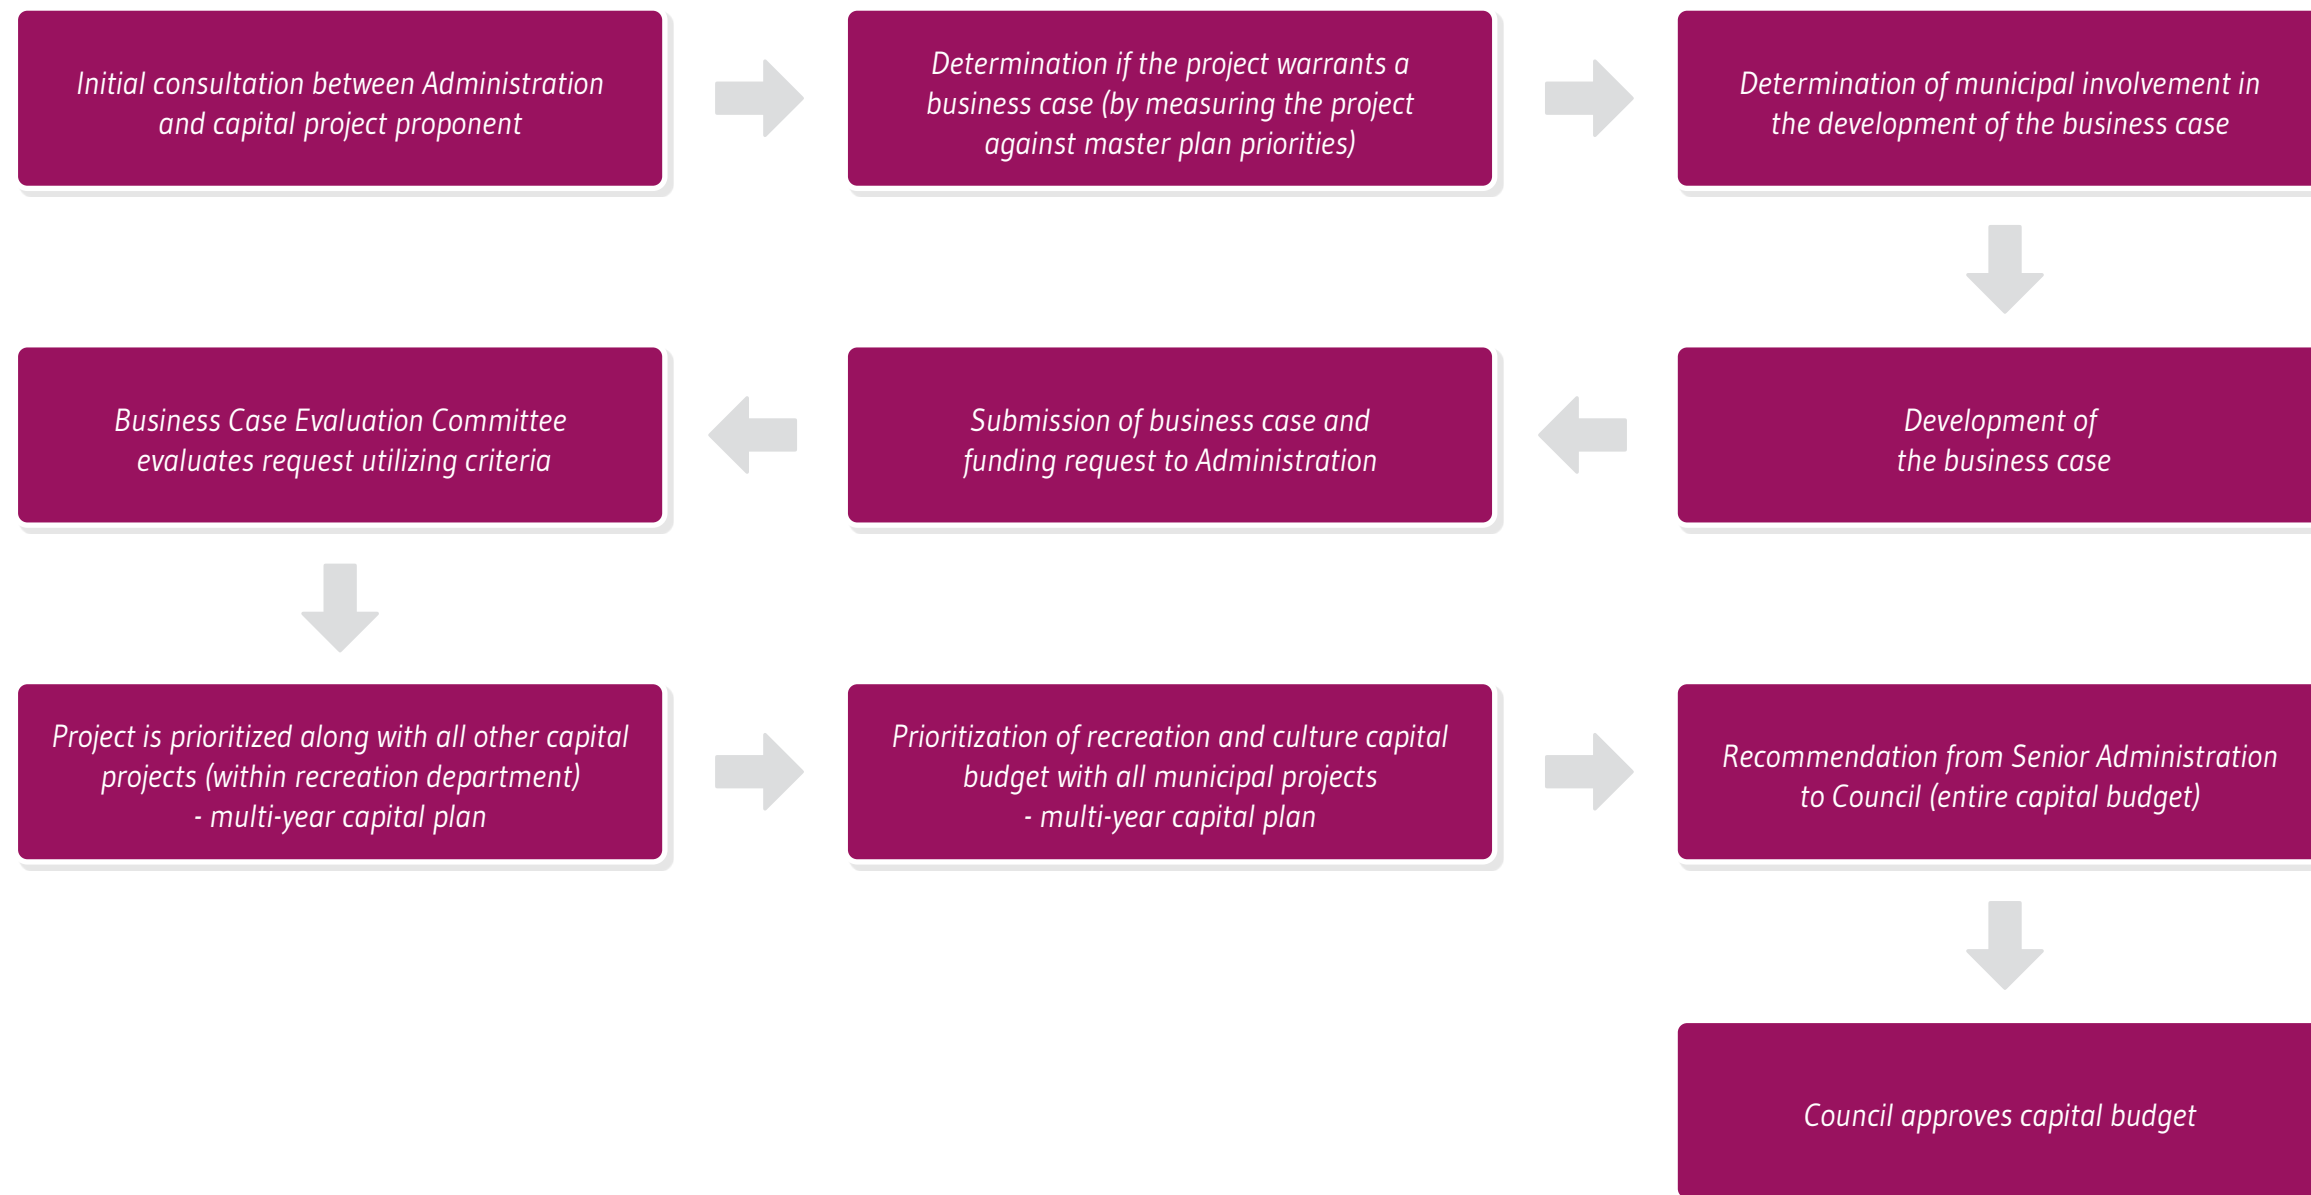 Initial consultation between Administration
and capital project proponent
Determination if the project warrants a
business case (by measuring the project
against master plan priorities)
Determination of municipal involvement in
the development of the business case
Business Case Evaluation Committee
evaluates request utilizing criteria
Submission of business case and
funding request to Administration
Development of
the business case
Project is prioritized along with all other capital
projects (within recreation department)
- multi-year capital plan
Prioritization of recreation and culture capital
budget with all municipal projects
- multi-year capital plan
Recommendation from Senior Administration
to Council (entire capital budget)
Council approves capital budget